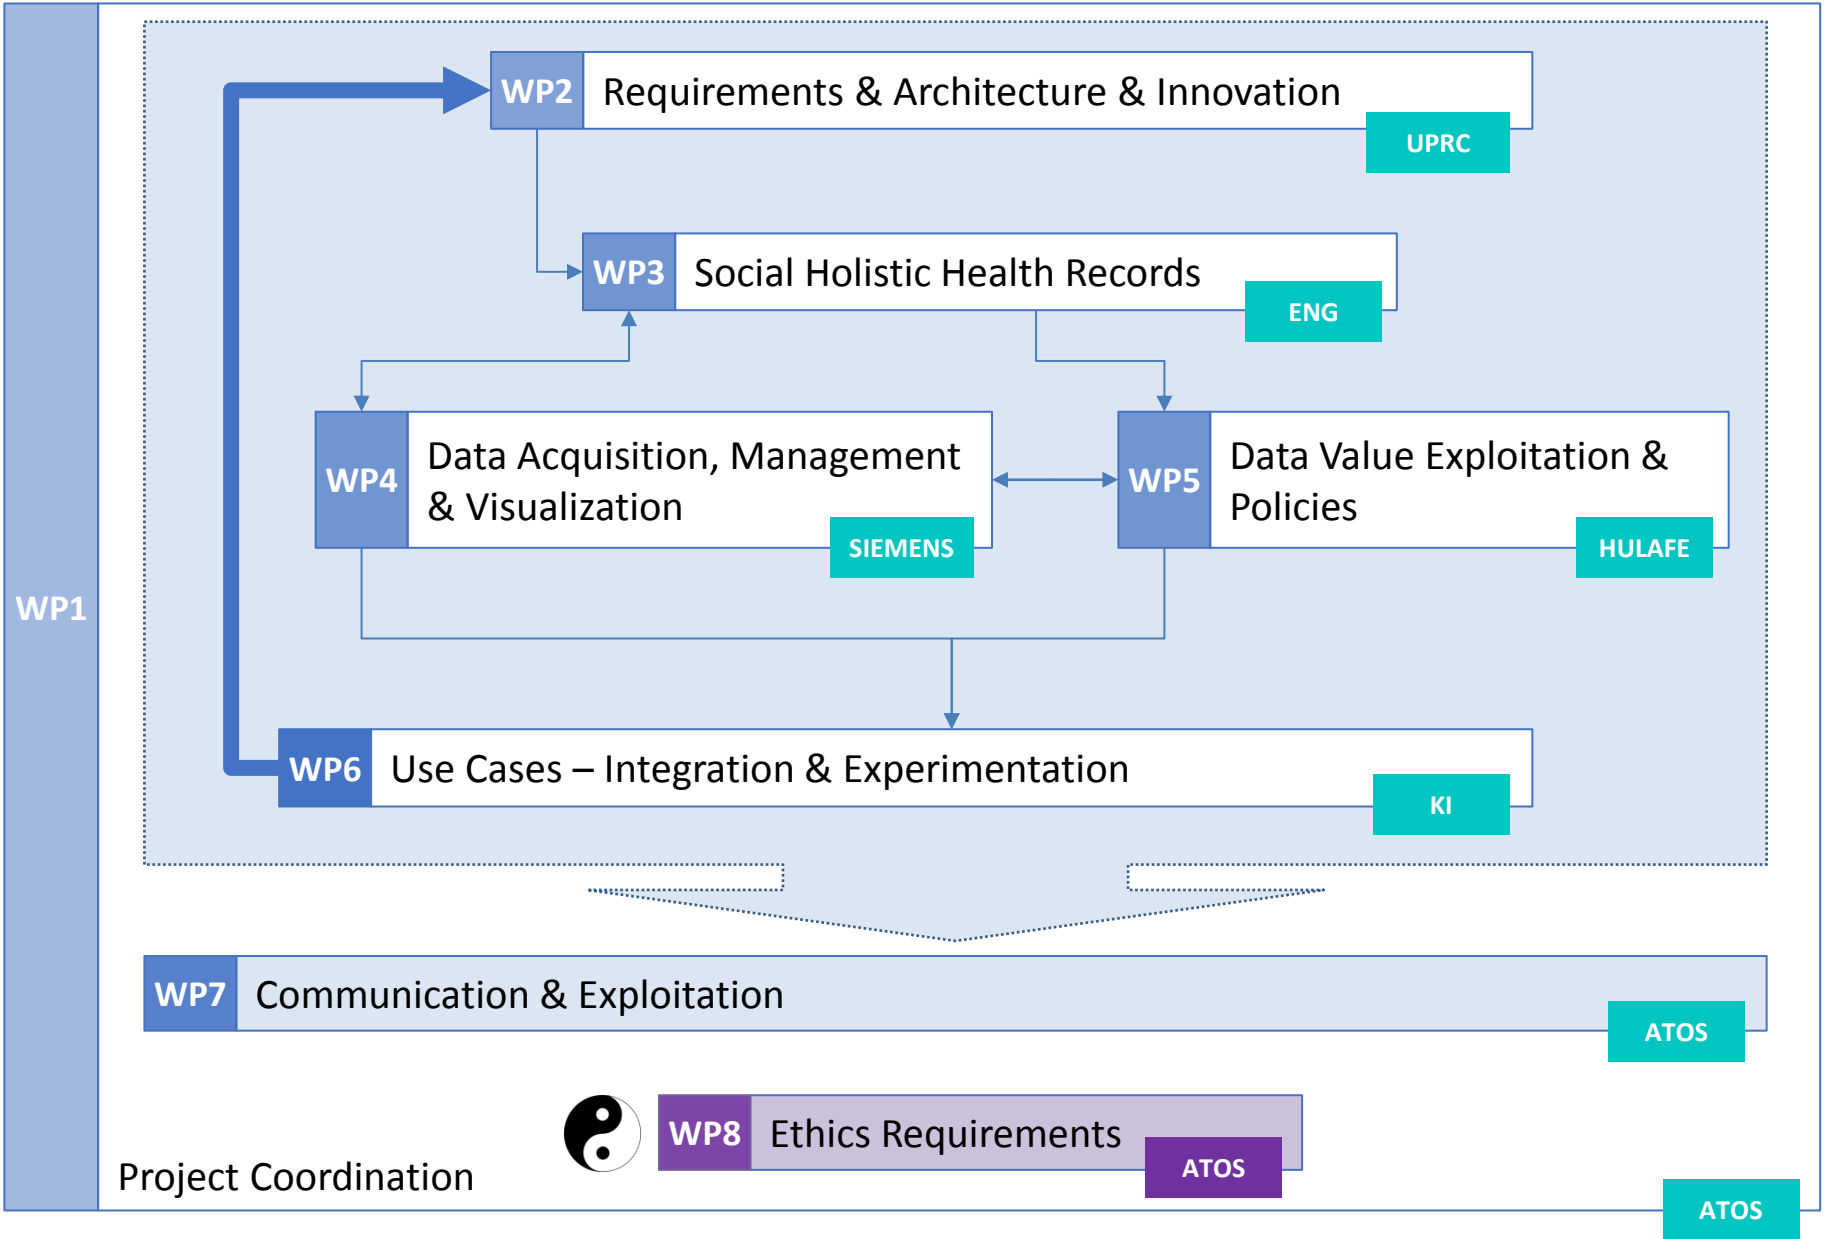 WP1
WP2 Requirements & Architecture & Innovation
UPRC
WP3 Social Holistic Health Records
ENG
WP4
Data Acquisition, Management
& Visualization
SIEMENS
WP5
Data Value Exploitation &
Policies
HULAFE
WP6 Use Cases – Integration & Experimentation
KI
WP7 Communication & Exploitation
ATOS
WP8 Ethics Requirements
ATOS
Project Coordination
ATOS